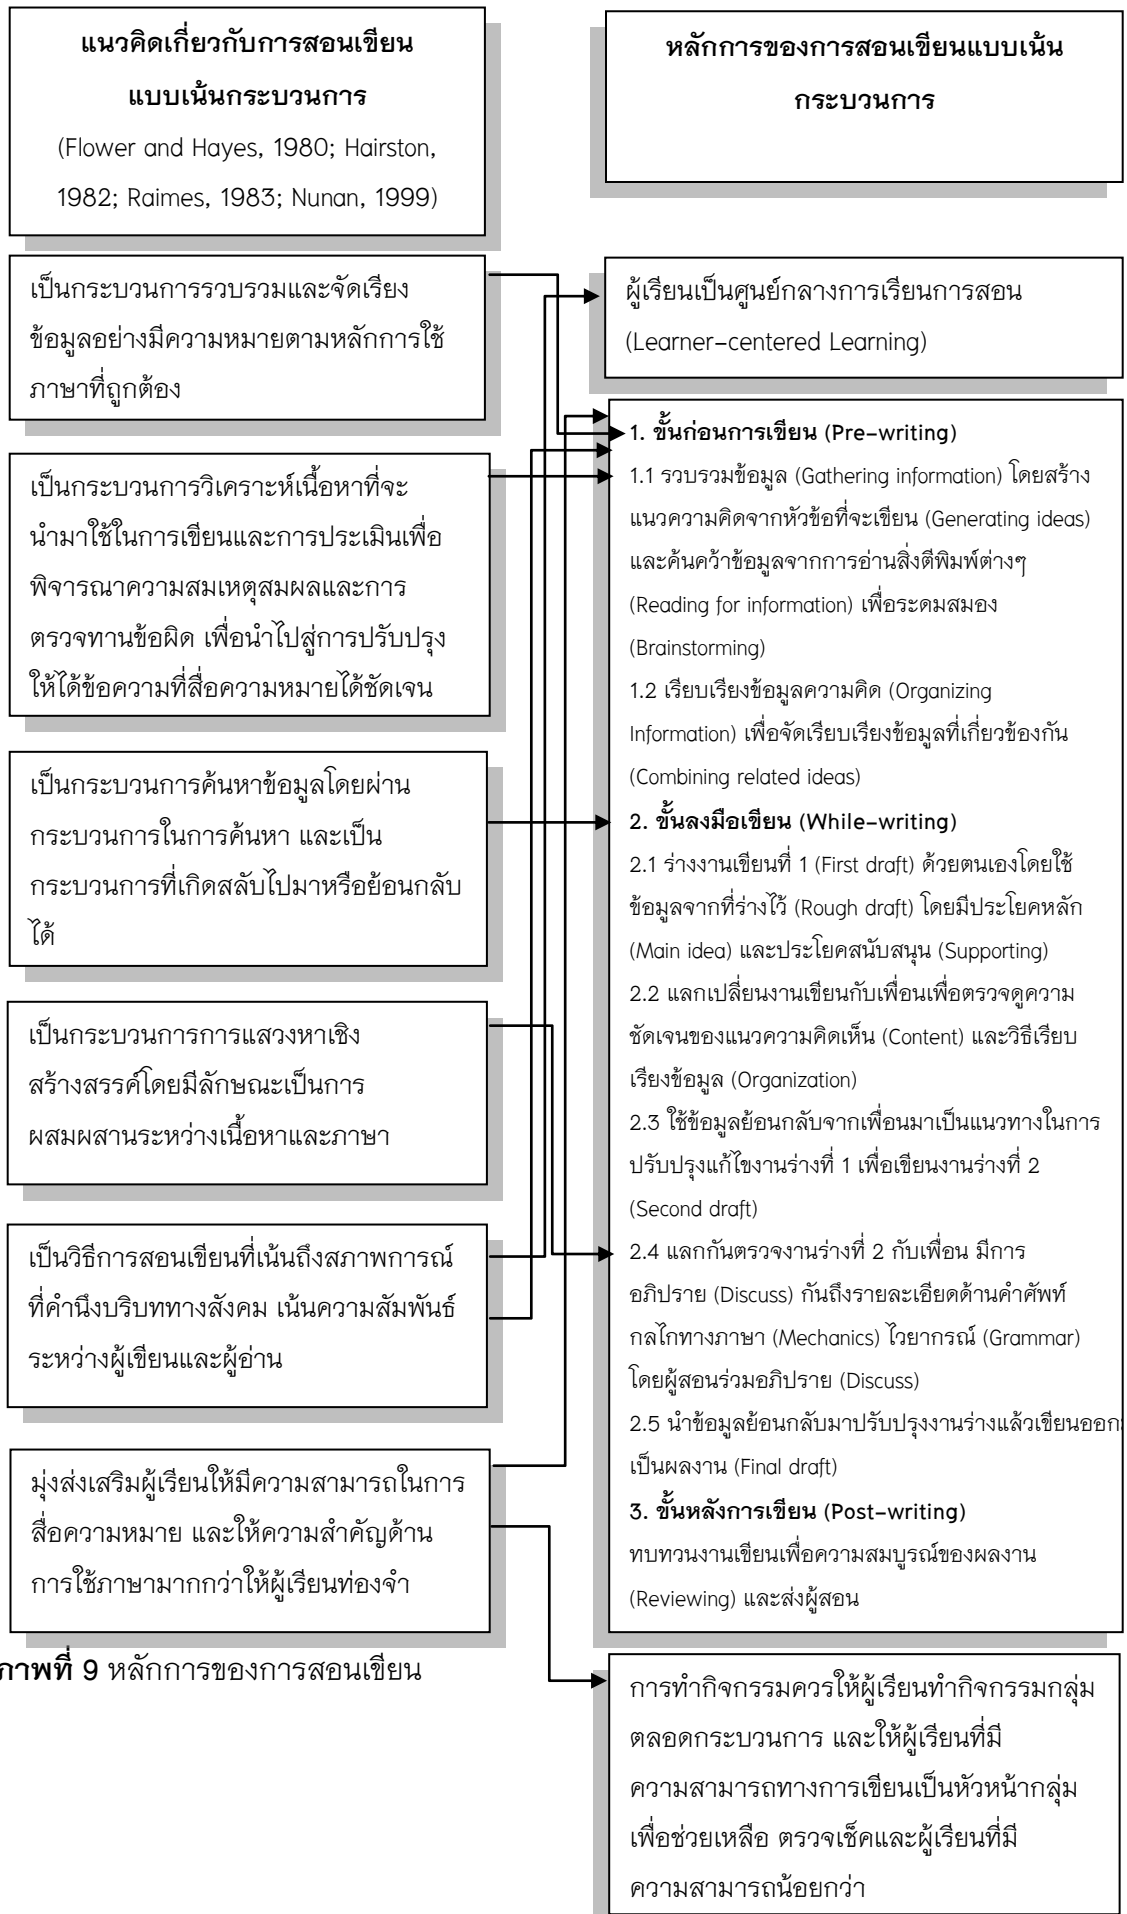 แนวคิดเกี่ยวกับการสอนเขียน
แบบเน้นกระบวนการ
(Flower and Hayes, 1980; Hairston,
1982; Raimes, 1983; Nunan, 1999)
หลักการของการสอนเขียนแบบเน้น
กระบวนการ
เป็นกระบวนการรวบรวมและจัดเรียง
ข้อมูลอย่างมีความหมายตามหลักการใช้
ภาษาที่ถูกต้อง
เป็นกระบวนการวิเคราะห์เนื้อหาที่จะ
นำมาใช้ในการเขียนและการประเมินเพื่อ
พิจารณาความสมเหตุสมผลและการ
ตรวจทานข้อผิด เพื่อนำไปสู่การปรับปรุง
ให้ได้ข้อความที่สื่อความหมายได้ชัดเจน
เป็นกระบวนการค้นหาข้อมูลโดยผ่าน
กระบวนการในการค้นหา และเป็น
กระบวนการที่เกิดสลับไปมาหรือย้อนกลับ
ได้
เป็นกระบวนการการแสวงหาเชิง
สร้างสรรค์โดยมีลักษณะเป็นการ
ผสมผสานระหว่างเนื้อหาและภาษา
เป็นวิธีการสอนเขียนที่เน้นถึงสภาพการณ์
ที่คำนึงบริบททางสังคม เน้นความสัมพันธ์
ระหว่างผู้เขียนและผู้อ่าน
มุ่งส่งเสริมผู้เรียนให้มีความสามารถในการ
สื่อความหมาย และให้ความสำคัญด้าน
การใช้ภาษามากกว่าให้ผู้เรียนท่องจำ
ผู้เรียนเป็นศูนย์กลางการเรียนการสอน
(Learner-centered Learning)
1. ขั้นก่อนการเขียน (Pre-writing)
1.1 รวบรวมข้อมูล (Gathering information) โดยสร้าง
แนวความคิดจากหัวข้อที่จะเขียน (Generating ideas)
และค้นคว้าข้อมูลจากการอ่านสิ่งตีพิมพ์ต่างๆ
(Reading for information) เพื่อระดมสมอง
(Brainstorming)
1.2 เรียบเรียงข้อมูลความคิด (Organizing
Information) เพื่อจัดเรียบเรียงข้อมูลที่เกี่ยวข้องกัน
(Combining related ideas)
2. ขั้นลงมือเขียน (While-writing)
2.1 ร่างงานเขียนที่ 1 (First draft) ด้วยตนเองโดยใช้
ข้อมูลจากที่ร่างไว้ (Rough draft) โดยมีประโยคหลัก
(Main idea) และประโยคสนับสนุน (Supporting)
2.2 แลกเปลี่ยนงานเขียนกับเพื่อนเพื่อตรวจดูความ
ชัดเจนของแนวความคิดเห็น (Content) และวิธีเรียบ
เรียงข้อมูล (Organization)
2.3 ใช้ข้อมูลย้อนกลับจากเพื่อนมาเป็นแนวทางในการ
ปรับปรุงแก้ไขงานร่างที่ 1 เพื่อเขียนงานร่างที่ 2
(Second draft)
2.4 แลกกันตรวจงานร่างที่ 2 กับเพื่อน มีการ
อภิปราย (Discuss) กันถึงรายละเอียดด้านคำศัพท์
กลไกทางภาษา (Mechanics) ไวยากรณ์ (Grammar)
โดยผู้สอนร่วมอภิปราย (Discuss)
2.5 นำข้อมูลย้อนกลับมาปรับปรุงงานร่างแล้วเขียนออก
เป็นผลงาน (Final draft)
3. ขั้นหลังการเขียน (Post-writing)
ทบทวนงานเขียนเพื่อความสมบูรณ์ของผลงาน
(Reviewing) และส่งผู้สอน
ภาพที่ 9 หลักการของการสอนเขียน
การทำกิจกรรมควรให้ผู้เรียนทำกิจกรรมกลุ่ม
ตลอดกระบวนการ และให้ผู้เรียนที่มี
ความสามารถทางการเขียนเป็นหัวหน้ากลุ่ม
เพื่อช่วยเหลือ ตรวจเช็คและผู้เรียนที่มี
ความสามารถน้อยกว่า